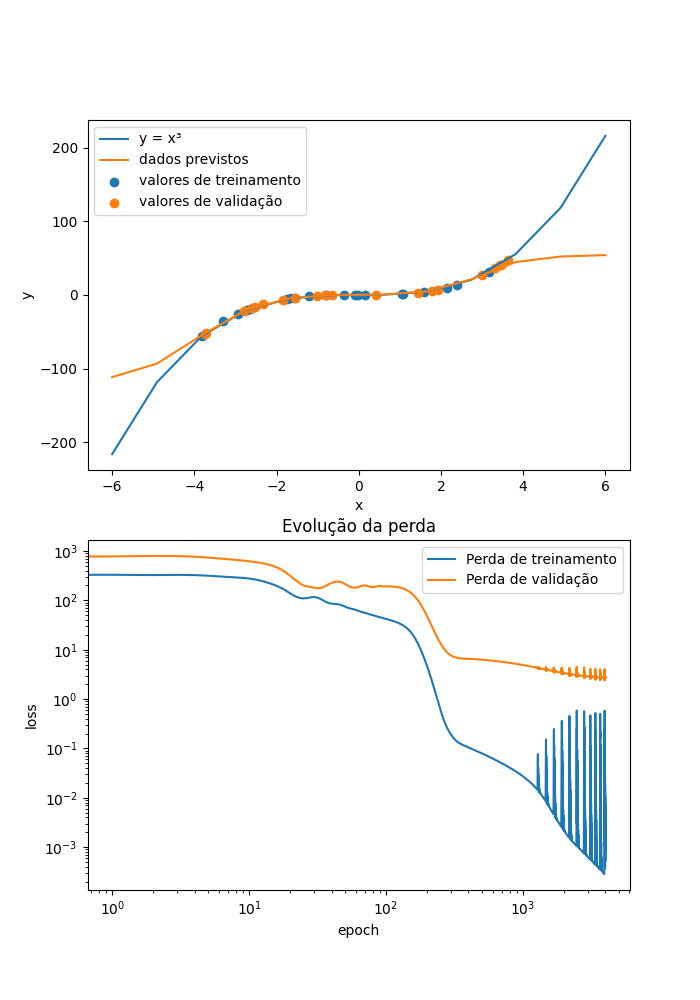 y = x³
dados previstos
valores de treinamento
valores de validação
200
100
0
−100
−200
y
−6 −4 −2 0 2 4 6
x
Evolução da perda
Perda de treinamento
Perda de validação
10³
10²
10¹
10⁰
10⁻¹
10⁻²
10⁻³
loss
10⁰ 10¹ 10² 10³
epoch